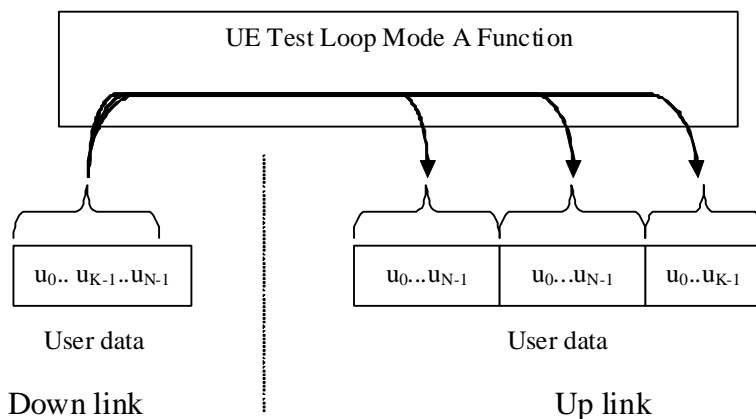 UE Test Loop Mode A Function
u0.. uK-1..uN-1
u0...uN-1
u0...uN-1
u0..uK-1
User data
User data
Down link
Up link